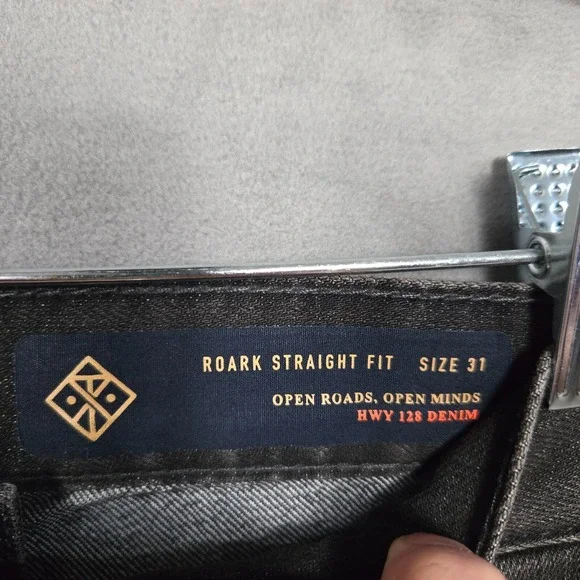 ROARK STRAIGHT FIT SIZE 31
OPEN ROADS, OPEN MINDS
HWY 128 DENIM